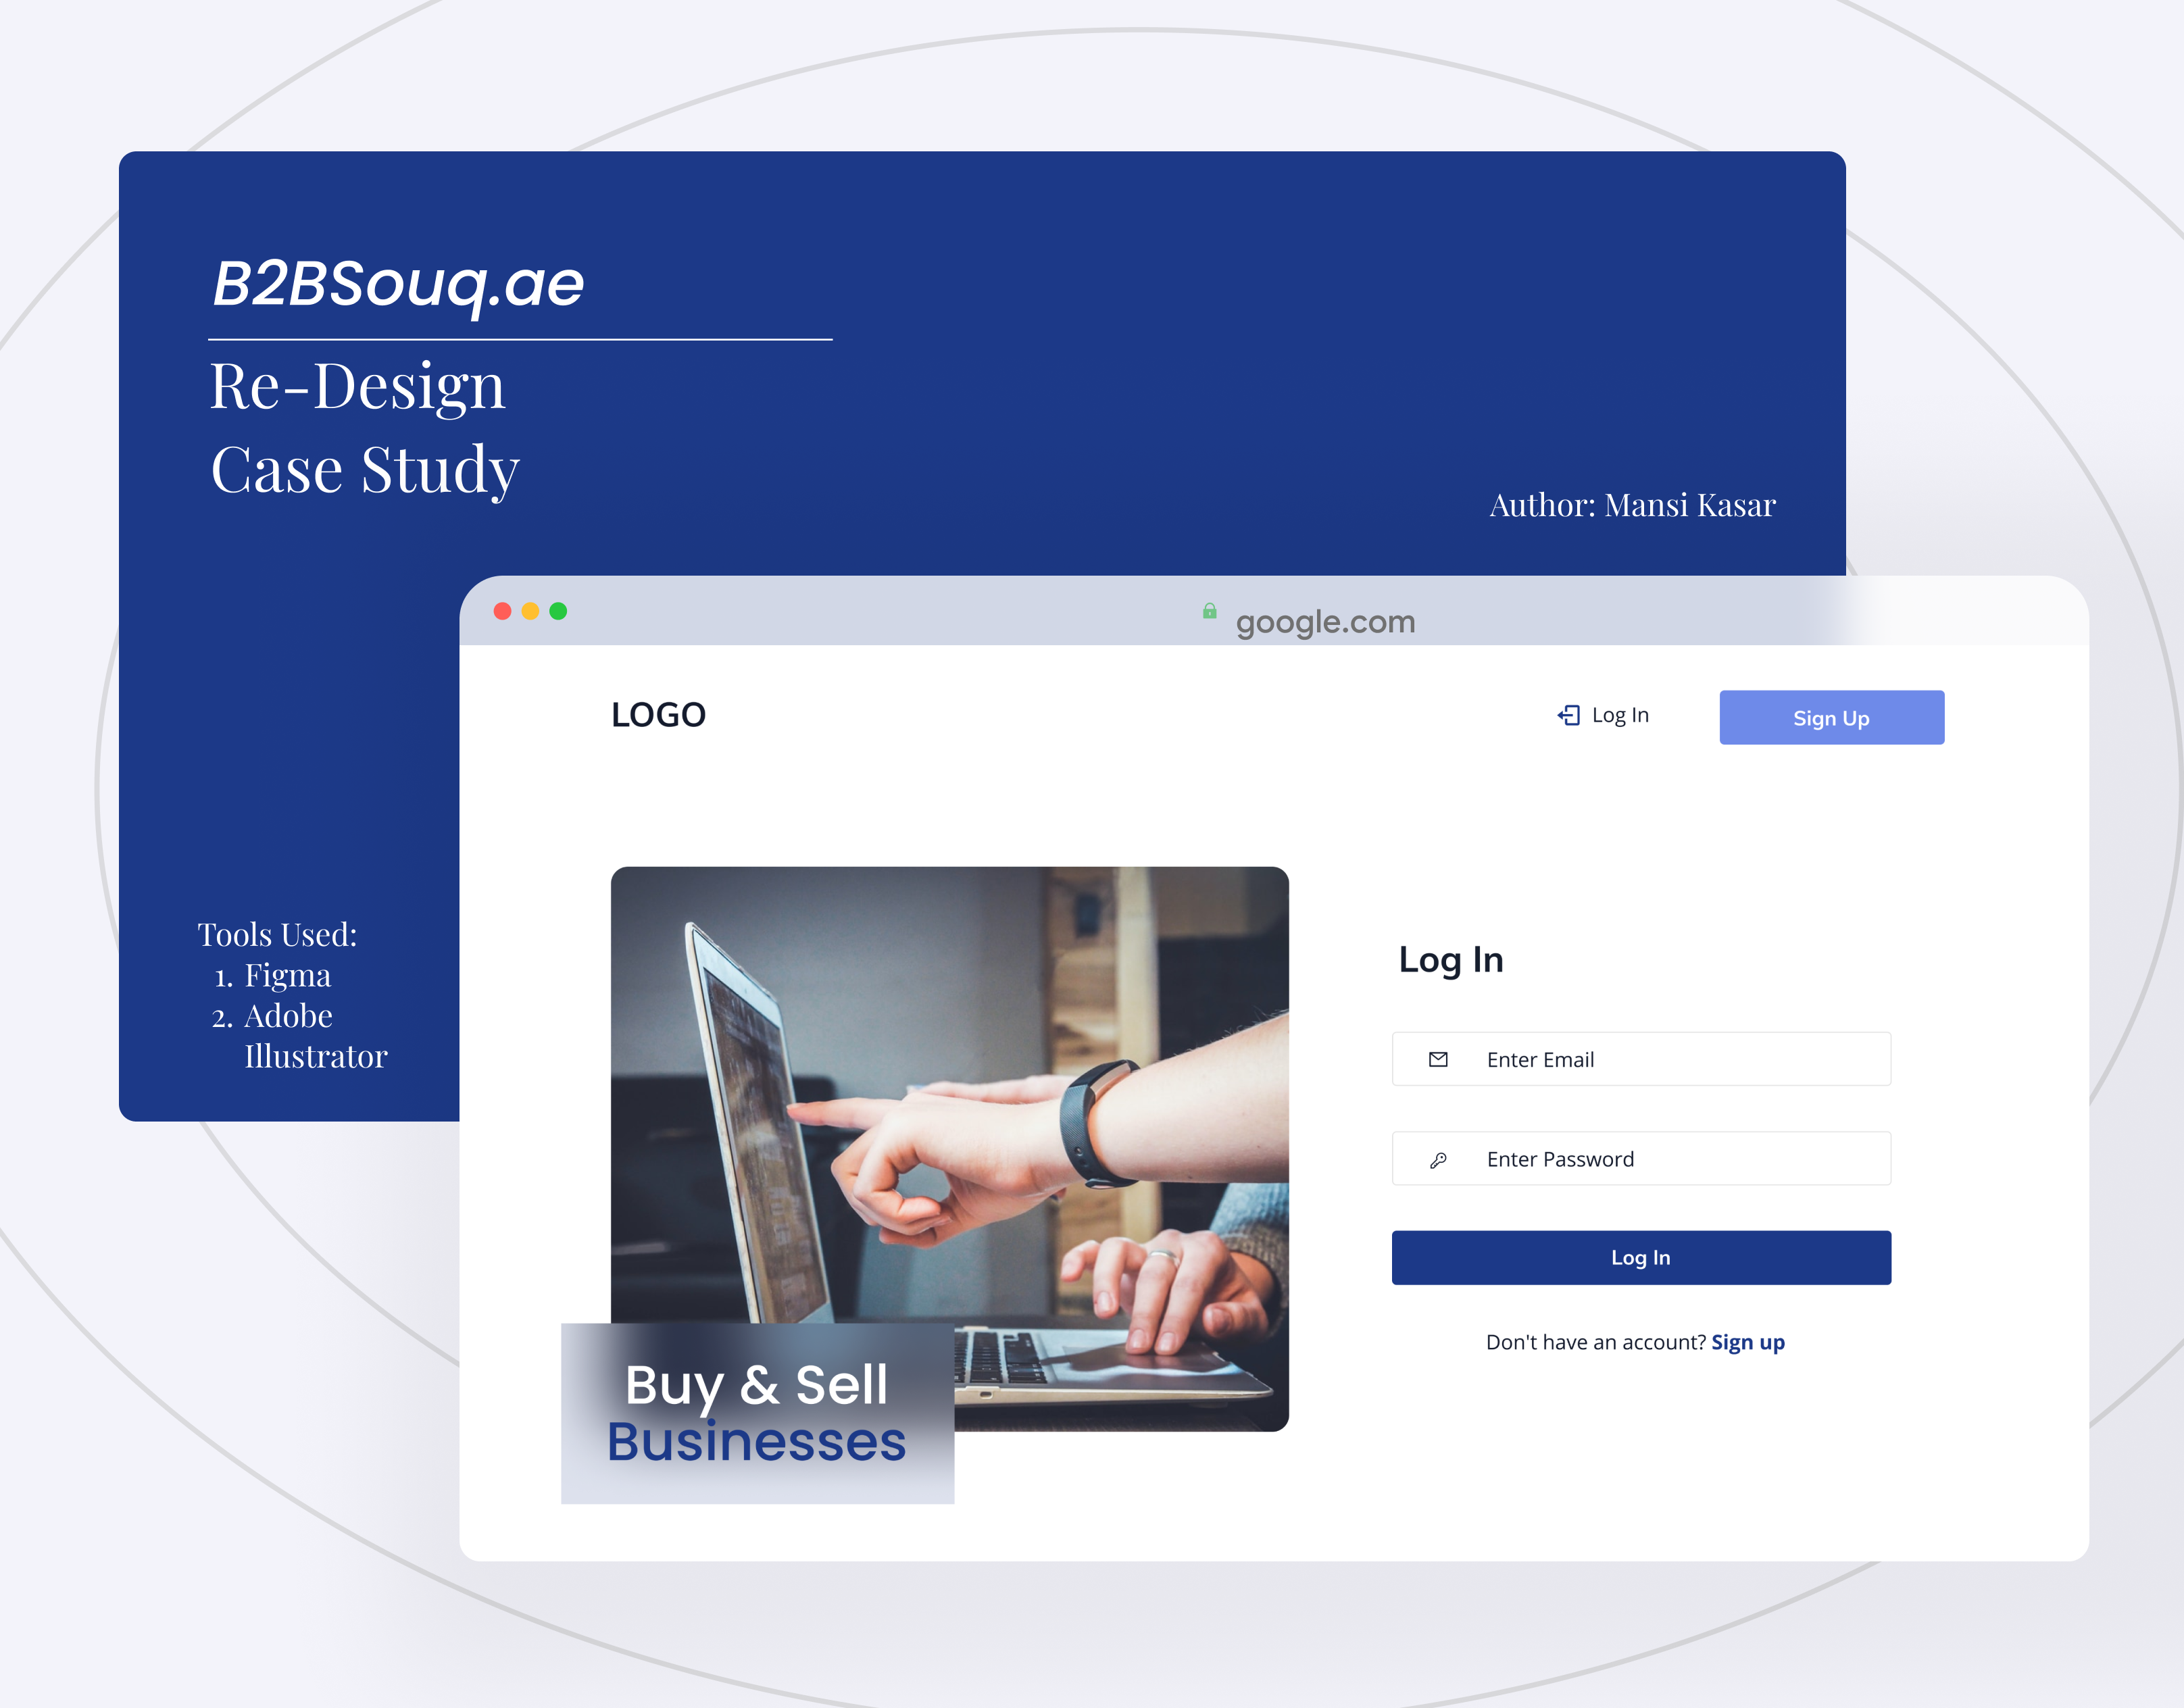 B2BSouq.ae
Re-Design
Case Study
Author: Mansi Kasar
Tools Used:
1. Figma
2. Adobe
Illustrator
google.com
LOGO
Log In
Sign Up
Buy & Sell
Businesses
Log In
Enter Email
Enter Password
Log In
Don't have an account? Sign up